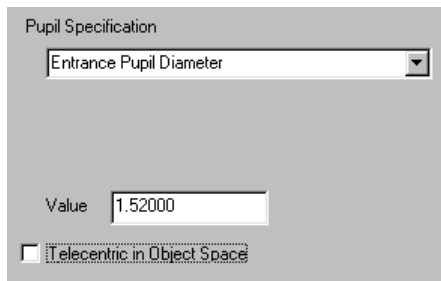 Pupil Specification
Entrance Pupil Diameter
Value 1.52000
Telecentric in Object Space